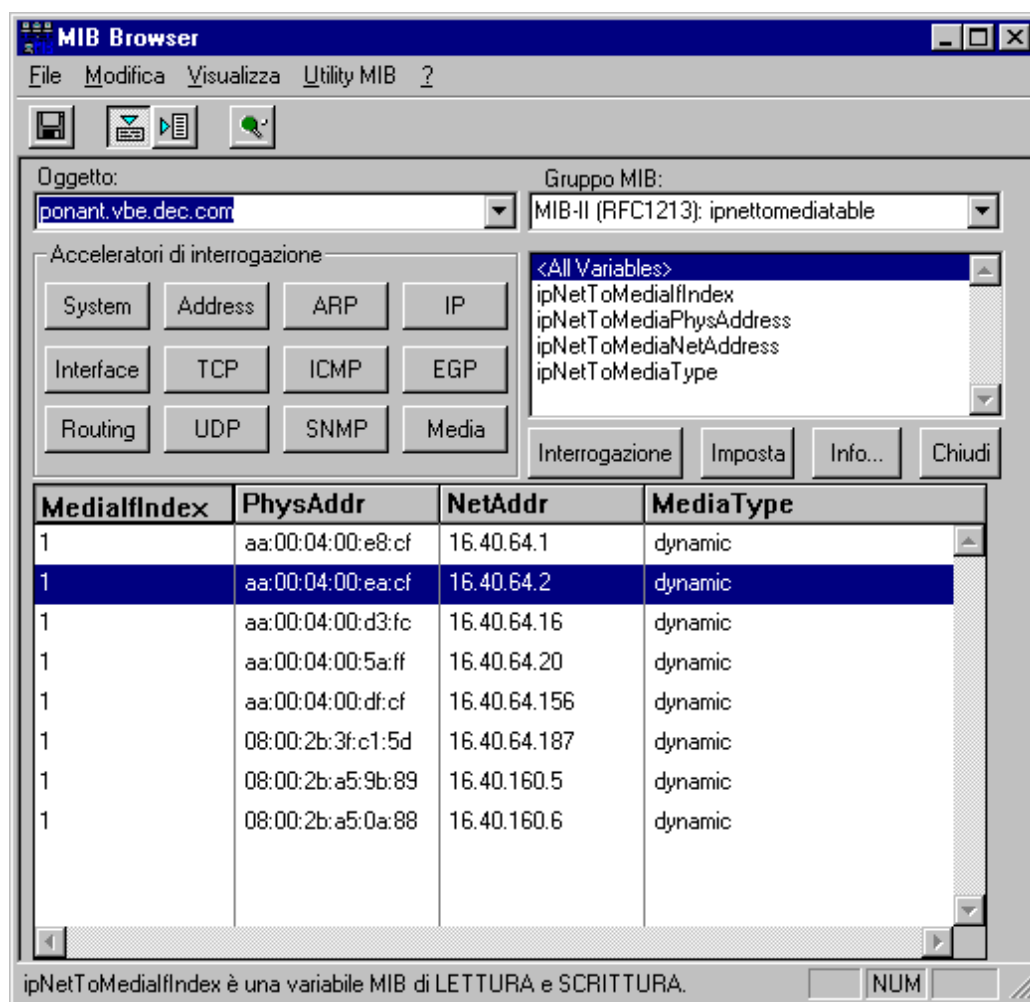 MIB Browser
File Modifica Visualizza Utility MIB ?
Oggetto: Gruppo MIB:
ponant.vbe.dec.com MIB-II (RFC1213): ipnettomediatable
Acceleratori di interrogazione
<All Variables>
ipNetToMediaIfIndex
ipNetToMediaPhysAddress
ipNetToMediaNetAddress
ipNetToMediaType
System Address ARP IP
Interface TCP ICMP EGP
Routing UDP SNMP Media
Interrogazione Imposta Info... Chiudi
MediaIfIndex PhysAddr NetAddr MediaType
1 aa:00:04:00:e8:cf 16.40.64.1 dynamic
1 aa:00:04:00:ea:cf 16.40.64.2 dynamic
1 aa:00:04:00:d3:fc 16.40.64.16 dynamic
1 aa:00:04:00:5a:ff 16.40.64.20 dynamic
1 aa:00:04:00:df:cf 16.40.64.156 dynamic
1 08:00:2b:3f:c1:5d 16.40.64.187 dynamic
1 08:00:2b:a5:9b:89 16.40.160.5 dynamic
1 08:00:2b:a5:0a:88 16.40.160.6 dynamic
ipNetToMediaIfIndex è una variabile MIB di LETTURA e SCRITTURA. NUM